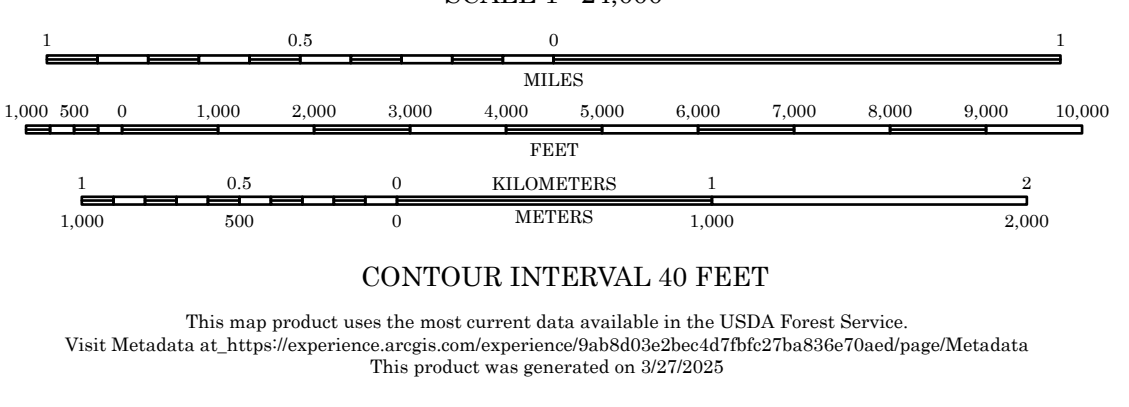 1 0.5 0 1
MILES
1,000 500 0 1,000 2,000 3,000 4,000 5,000 6,000 7,000 8,000 9,000 10,000
FEET
1 0.5 0 KILOMETERS 1 2
1,000 500 0 METERS 1,000 2,000
CONTOUR INTERVAL 40 FEET
This map product uses the most current data available in the USDA Forest Service.
Visit Metadata at_https://experience.arcgis.com/experience/9ab8d03e2bec4d7fbfc27ba836e70aed/page/Metadata
This product was generated on 3/27/2025